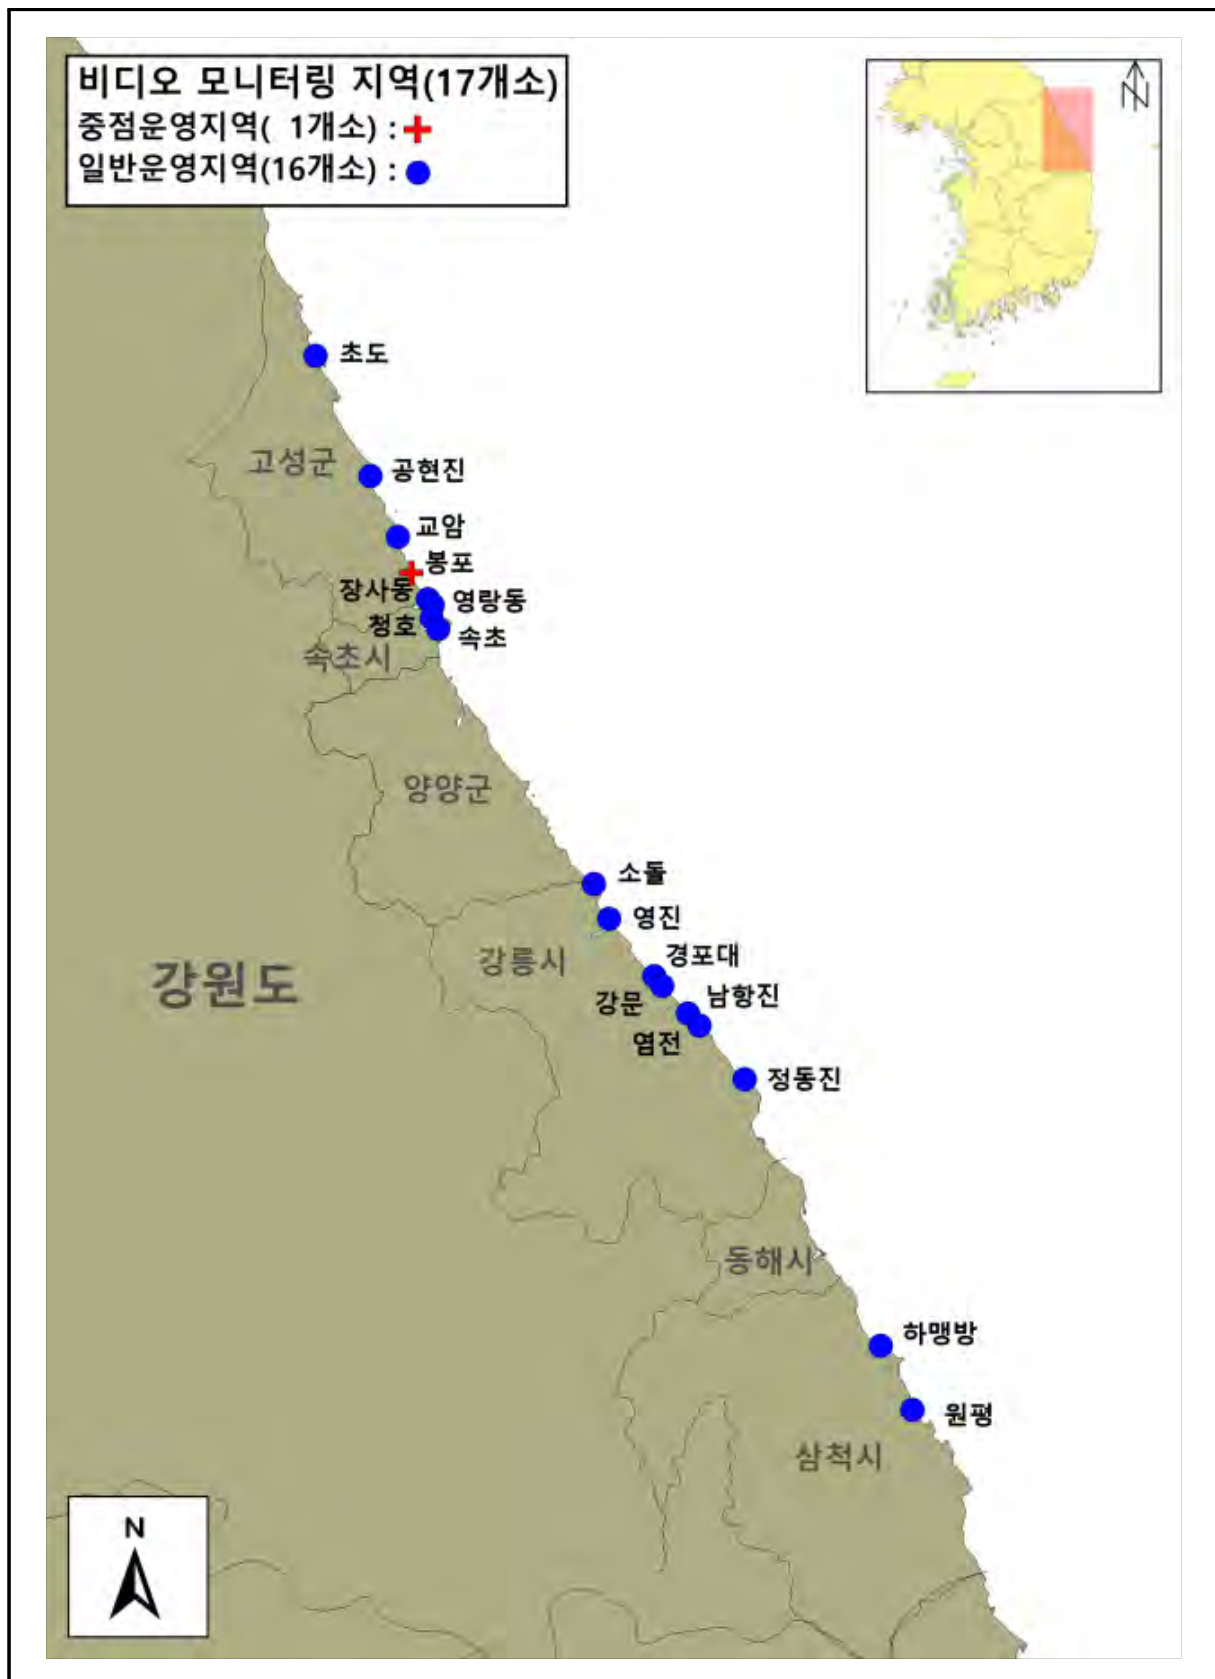 비디오 모니터링 지역(17개소)
중점운영지역( 1개소) :
일반운영지역(16개소) :
N
초도
고성군
공현진
교암
봉포
장사동
영랑동
청호
속초
속초시
양양군
소돌
영진
강릉시
경포대
강원도
강문
남항진
염전
정동진
동해시
하맹방
원평
삼척시
N